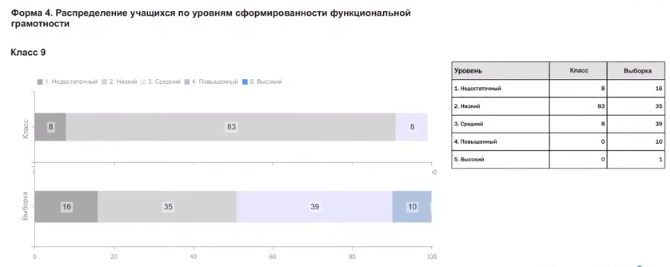 Форма 4. Распределение учащихся по уровням сформированности функциональной
грамотности
Класс 9
1. Недостаточный 2. Низкий 3. Средний 4. Повышенный 5. Высокий
Класс
8 83 8
Выборка
16 35 39 10
0 20 40 60 80 100
Уровень Класс Выборка
1. Недостаточный 8 16
2. Низкий 83 35
3. Средний 8 39
4. Повышенный 0 10
5. Высокий 0 1